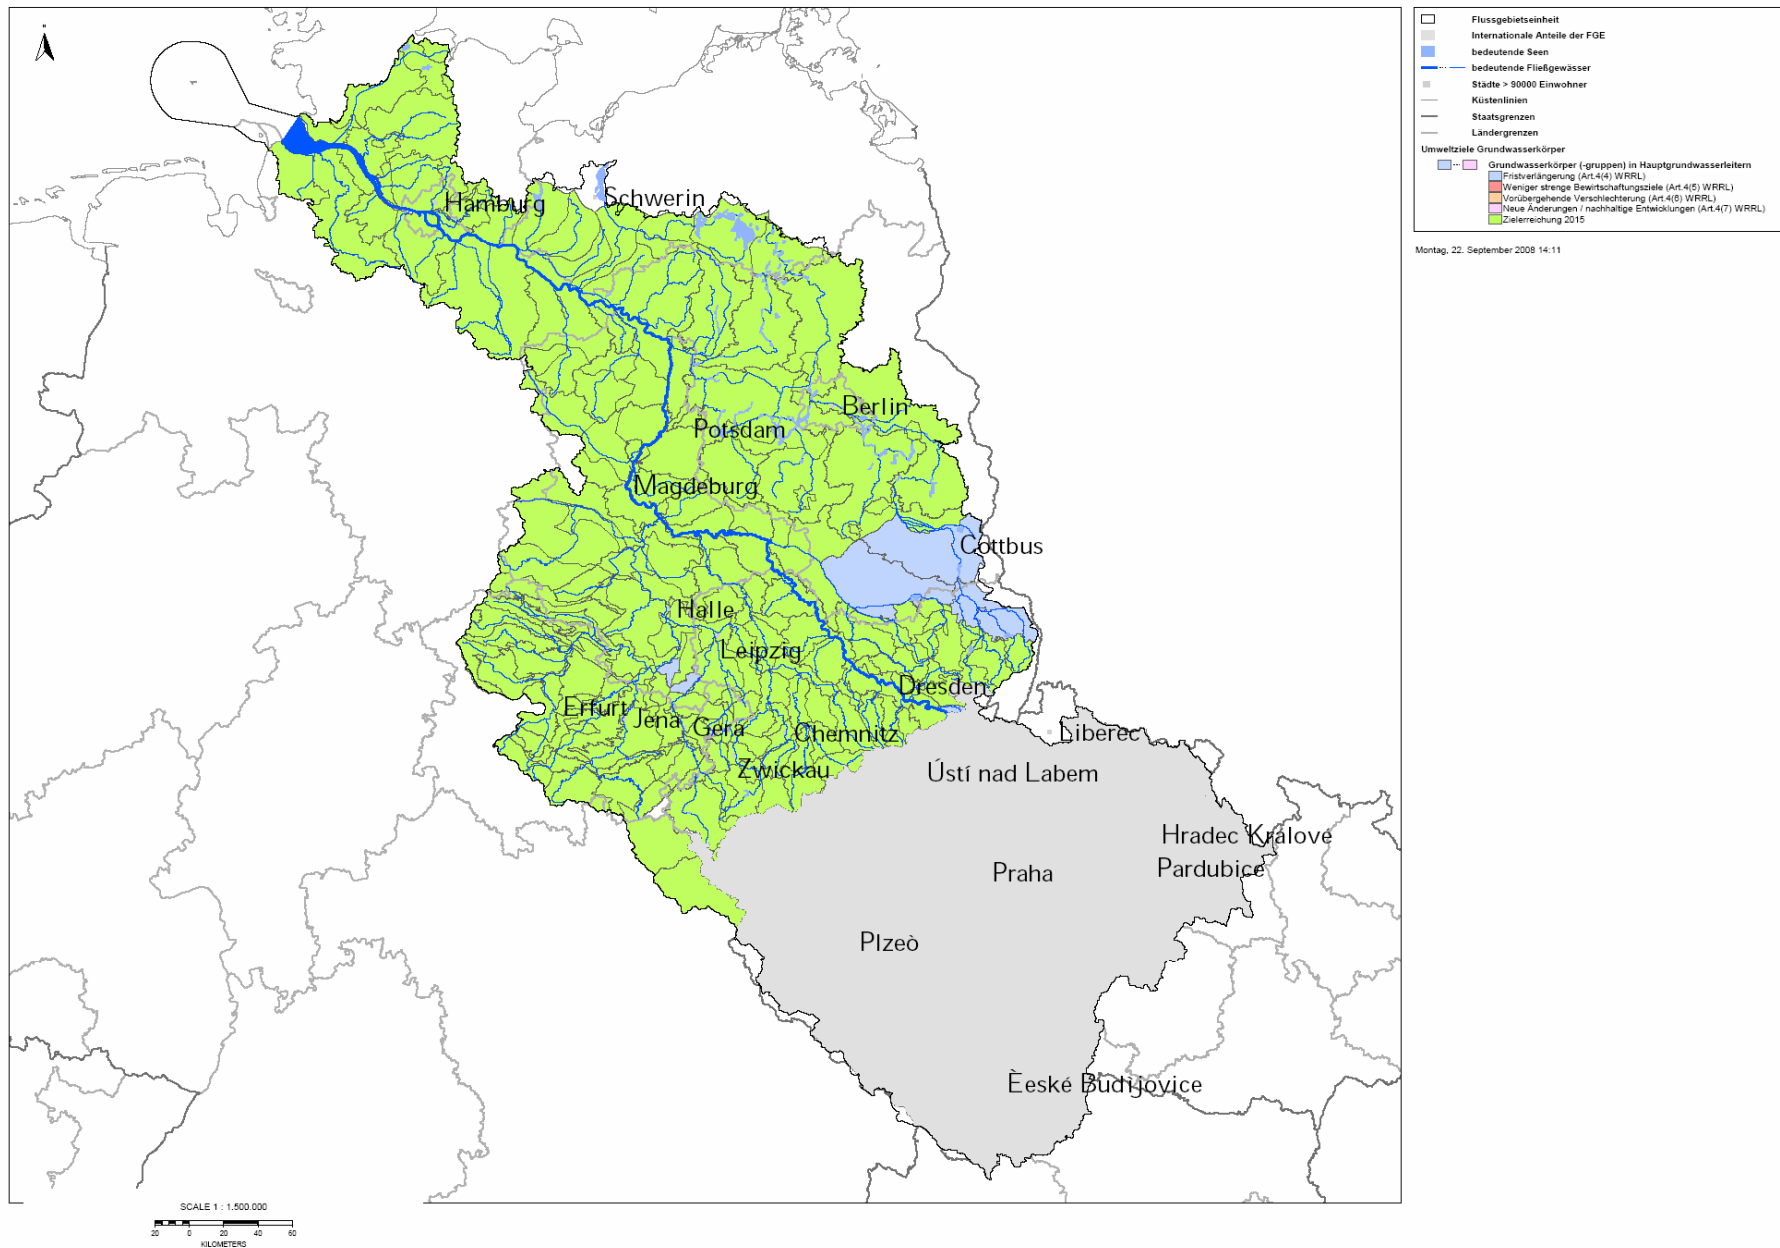 Flussgebietseinheit
Internationale Anteile der FGE
bedeutende Seen
bedeutende Fließgewässer
Städte > 90000 Einwohner
Küstenlinien
Staatsgrenzen
Ländergrenzen
Umweltziele Grundwasserkörper
Grundwasserkörper (-gruppen) in Hauptgrundwasserleitern
Fristverlängerung (Art.4(4) WRRL)
Weniger strenge Bewirtschaftungsziele (Art.4(5) WRRL)
Vorübergehende Verschlechterung (Art.4(6) WRRL)
Neue Änderungen / nachhaltige Entwicklungen (Art.4(7) WRRL)
Zielerreichung 2015
Montag, 22. September 2008 14:11
Schwerin
Hamburg
Berlin
Potsdam
Magdeburg
Cottbus
Halle
Leipzig
Dresden
Erfurt
Jena
Gera
Chemnitz
Zwickau
Liberec
Ústí nad Labem
Hradec Králove
Pardubice
Praha
Plzeò
Èeské Budijovice
SCALE 1 : 1.500.000
20 0 20 40 60
KILOMETERS